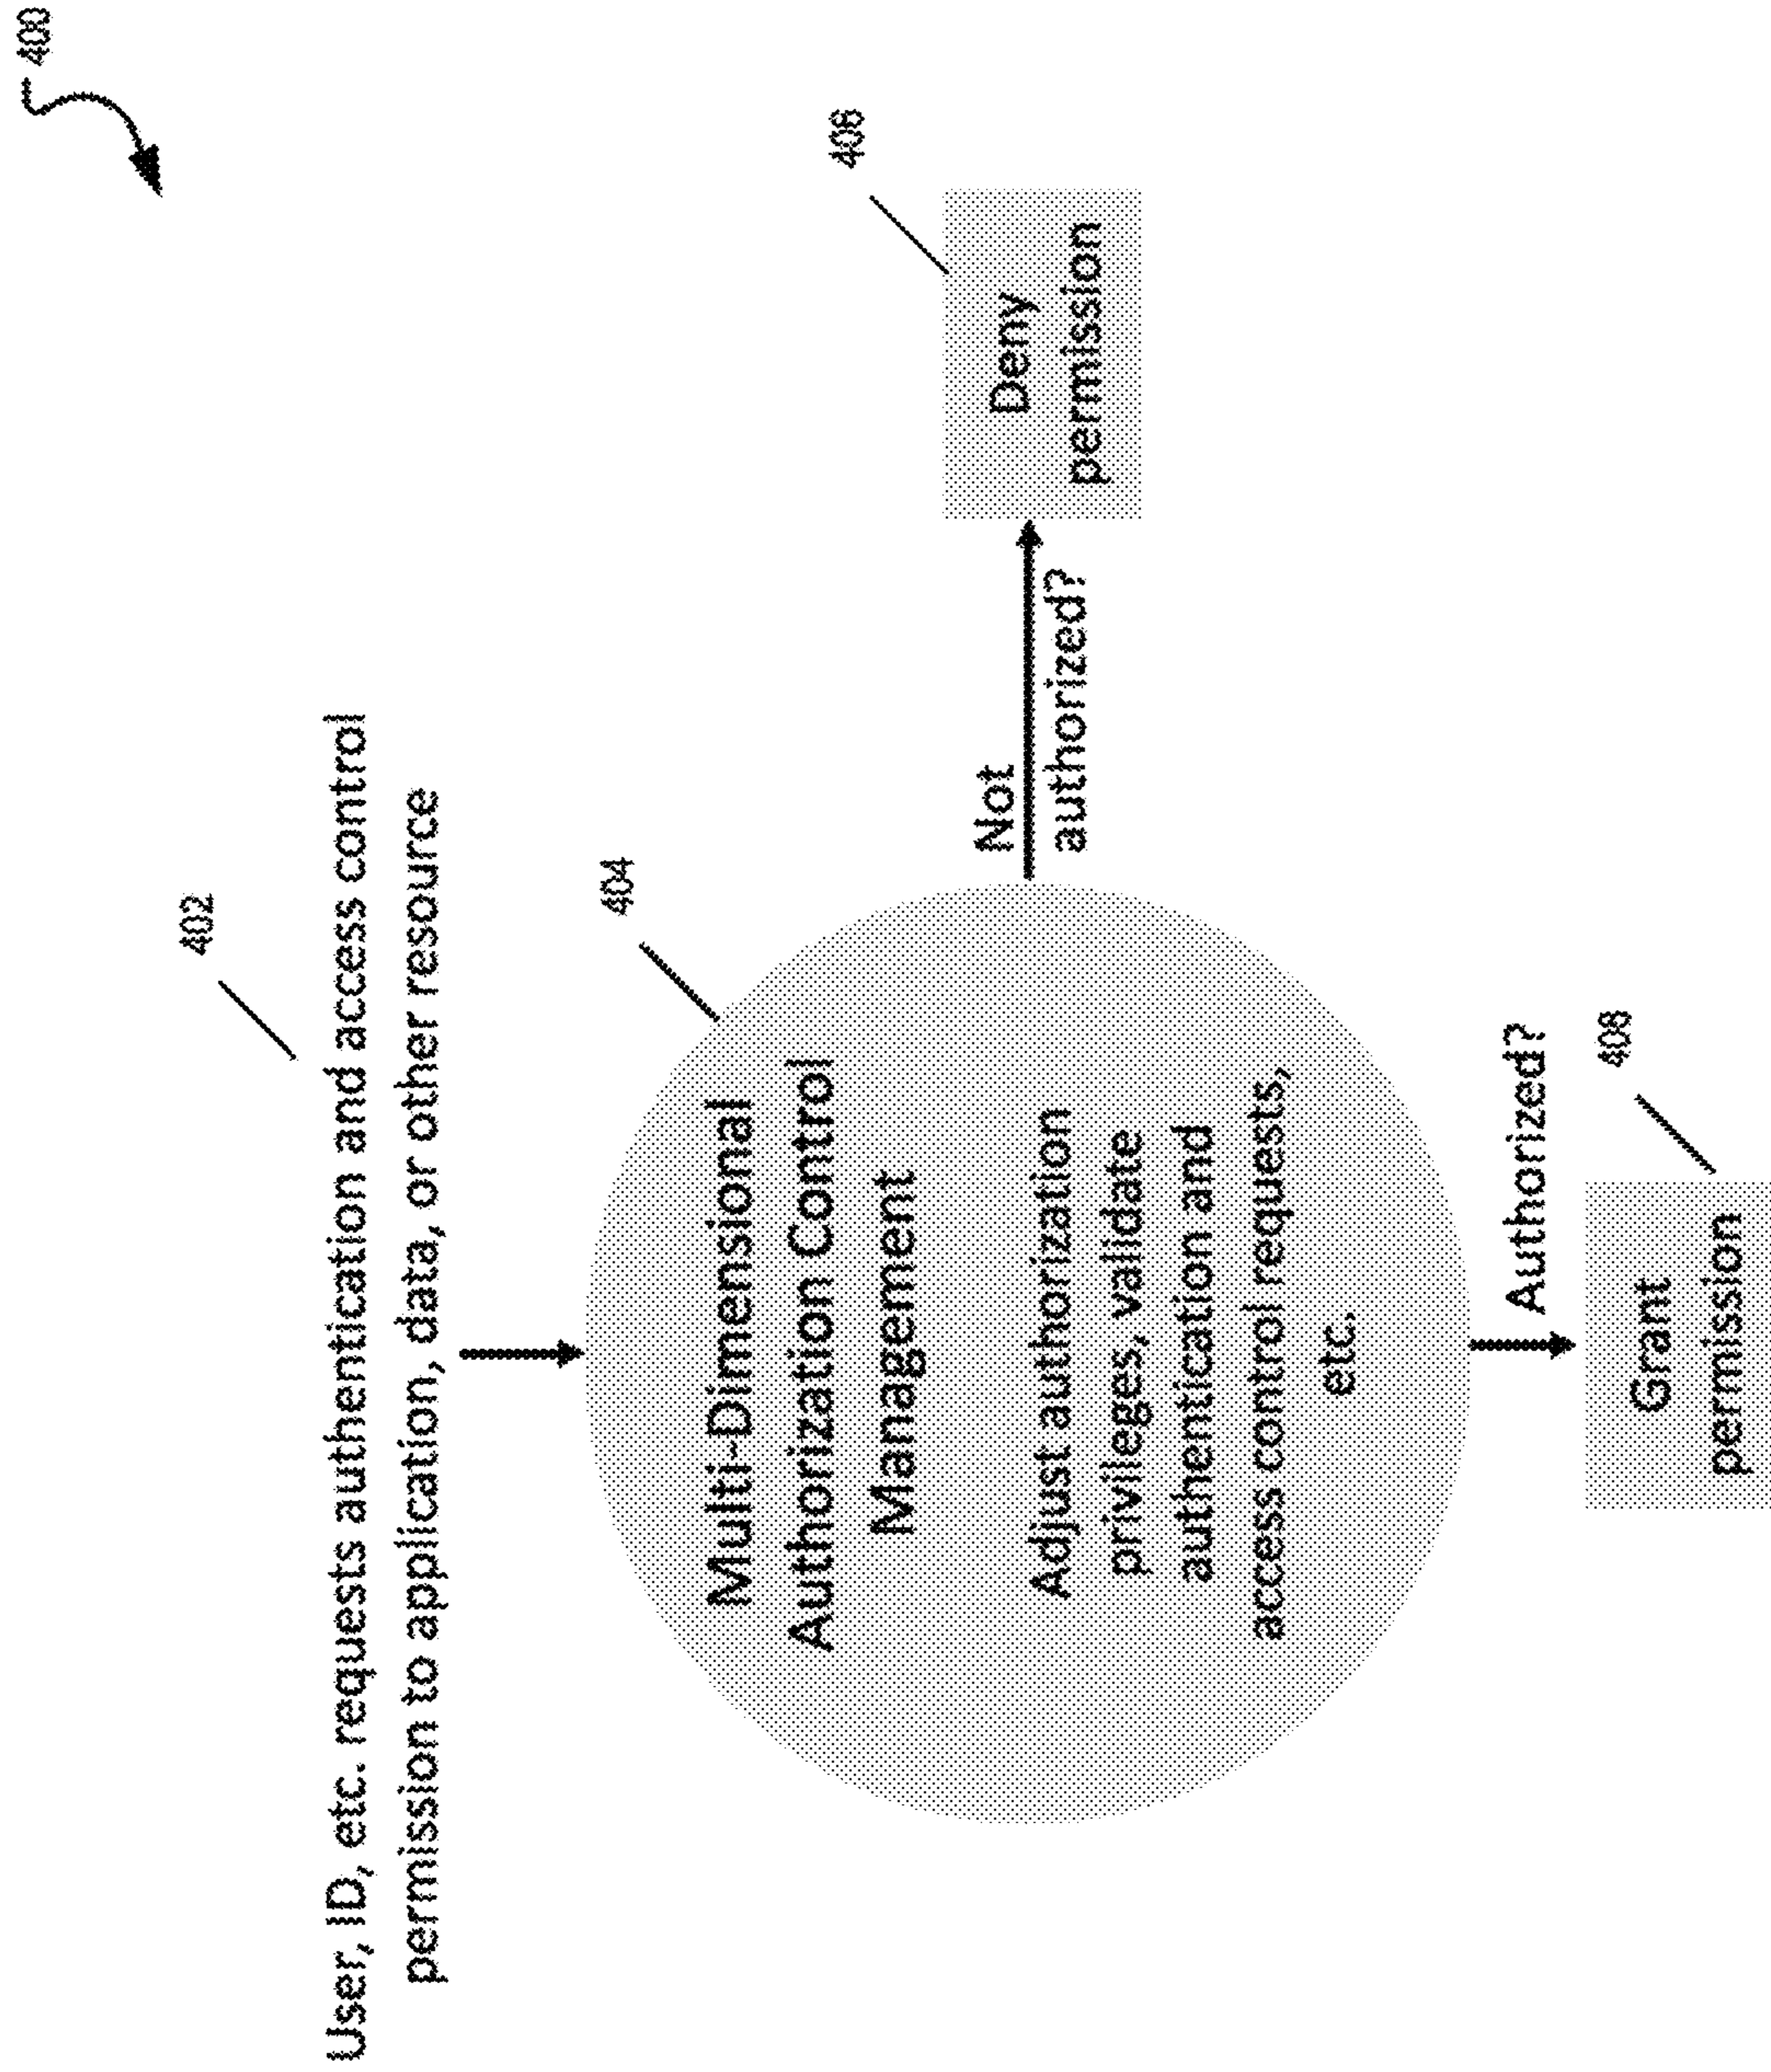 400
402
User, ID, etc. requests authentication and access control
permission to application, data, or other resource
404
Multi-Dimensional
Authorization Control
Management
Adjust authorization
privileges, validate
authentication and
access control requests,
etc.
Not
authorized?
408
Deny
permission
Authorized?
408
Grant
permission